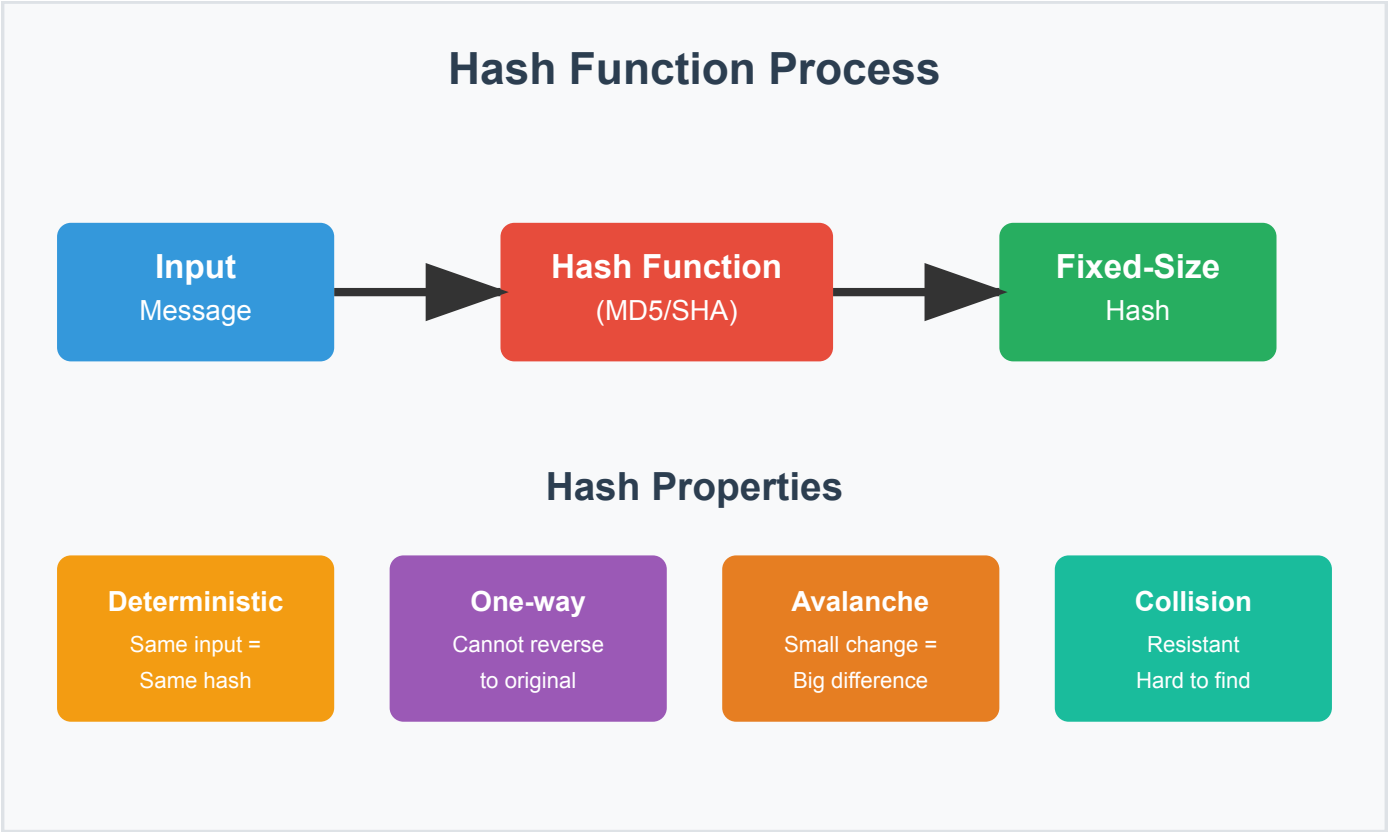 Hash Function Process
Input
Message
Hash Function
(MD5/SHA)
Fixed-Size
Hash
Hash Properties
Deterministic
Same input =
Same hash
One-way
Cannot reverse
to original
Avalanche
Small change =
Big difference
Collision
Resistant
Hard to find